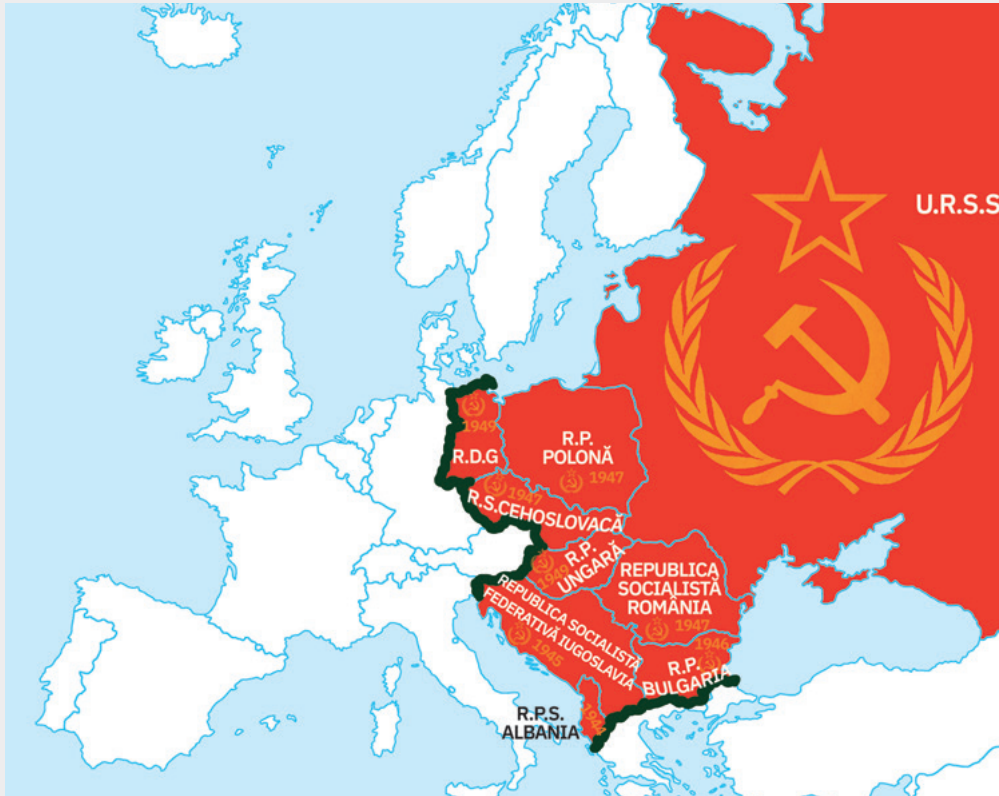 U.R.S.S
1949
R.D.G
R.P.
POLONĂ
1947
1947
R.S.CEHOSLOVACĂ
R.P.
UNGARĂ
1949
REPUBLICA
SOCIALISTĂ
ROMÂNIA
1947
REPUBLICA SOCIALISTĂ
FEDERATIVĂ IUGOSLAVIA
1945
1946
R.P.
BULGARIA
R.P.S.
ALBANIA
1944